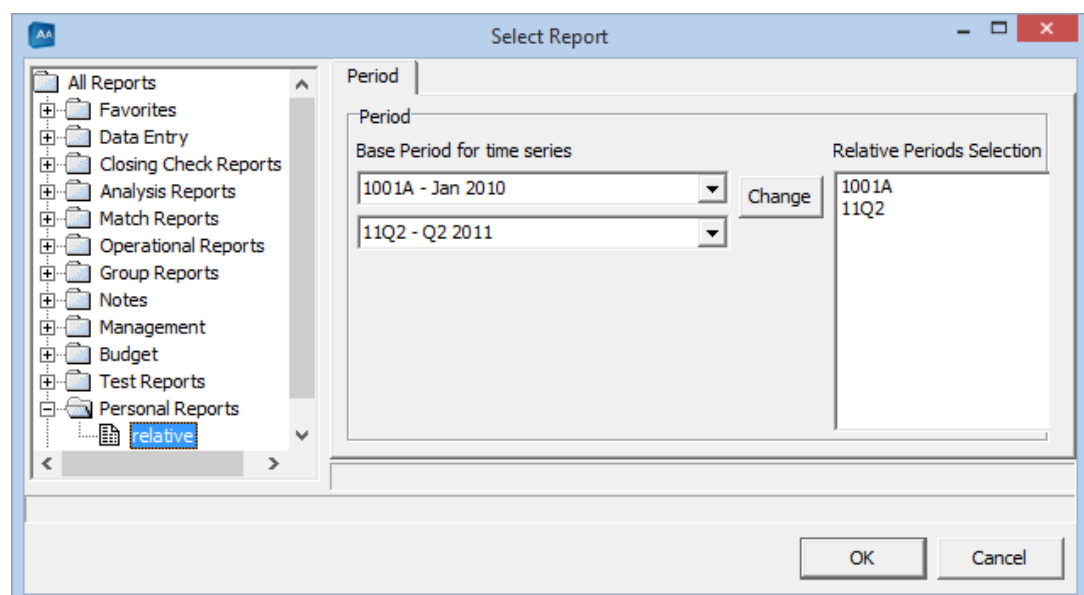 AA
Select Report
All Reports
Favorites
Data Entry
Closing Check Reports
Analysis Reports
Match Reports
Operational Reports
Group Reports
Notes
Management
Budget
Test Reports
Personal Reports
relative
Period
Period
Base Period for time series
1001A - Jan 2010
11Q2 - Q2 2011
Change
Relative Periods Selection
1001A
11Q2
OK
Cancel